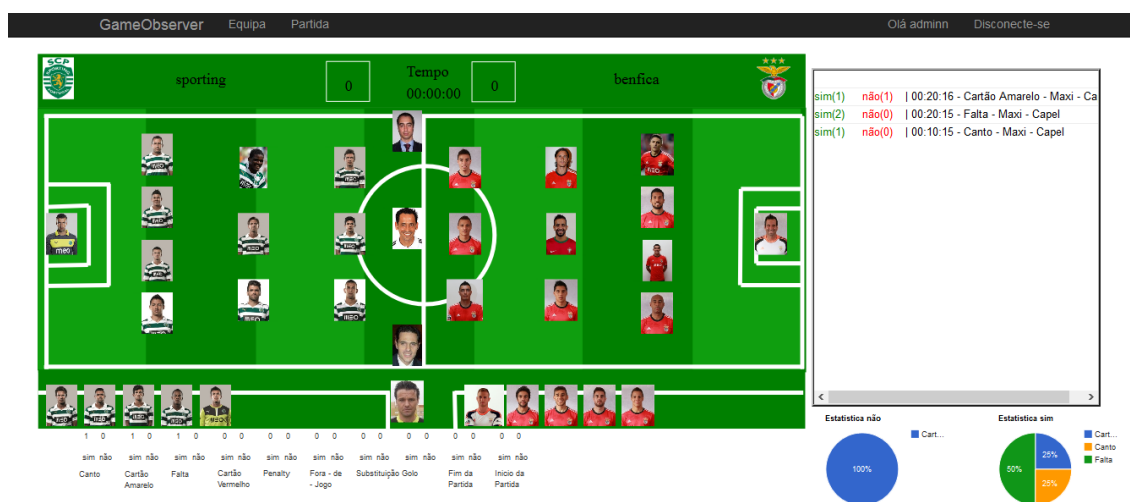 GameObserver Equipa Partida Olá adminn Disconecte-se
SCP
sporting 0 Tempo 00:00:00 0 benfica
sim(1) não(1) | 00:20:16 - Cartão Amarelo - Maxi - Ca
sim(2) não(0) | 00:20:15 - Falta - Maxi - Capel
sim(1) não(0) | 00:10:15 - Canto - Maxi - Capel
1 0 1 0 1 0 0 0 0 0 0 0 0 0 0 0 0 0 0 0
sim não sim não sim não sim não sim não sim não sim não sim não sim não sim não
Canto Cartão Amarelo Falta Cartão Vermelho Penalty Fora - de - Jogo Substituição Golo Fim da Partida Inicio da Partida
Estatistica não
Cart...
100%
Estatistica sim
Cart...
Canto
Falta
25%
50%
25%